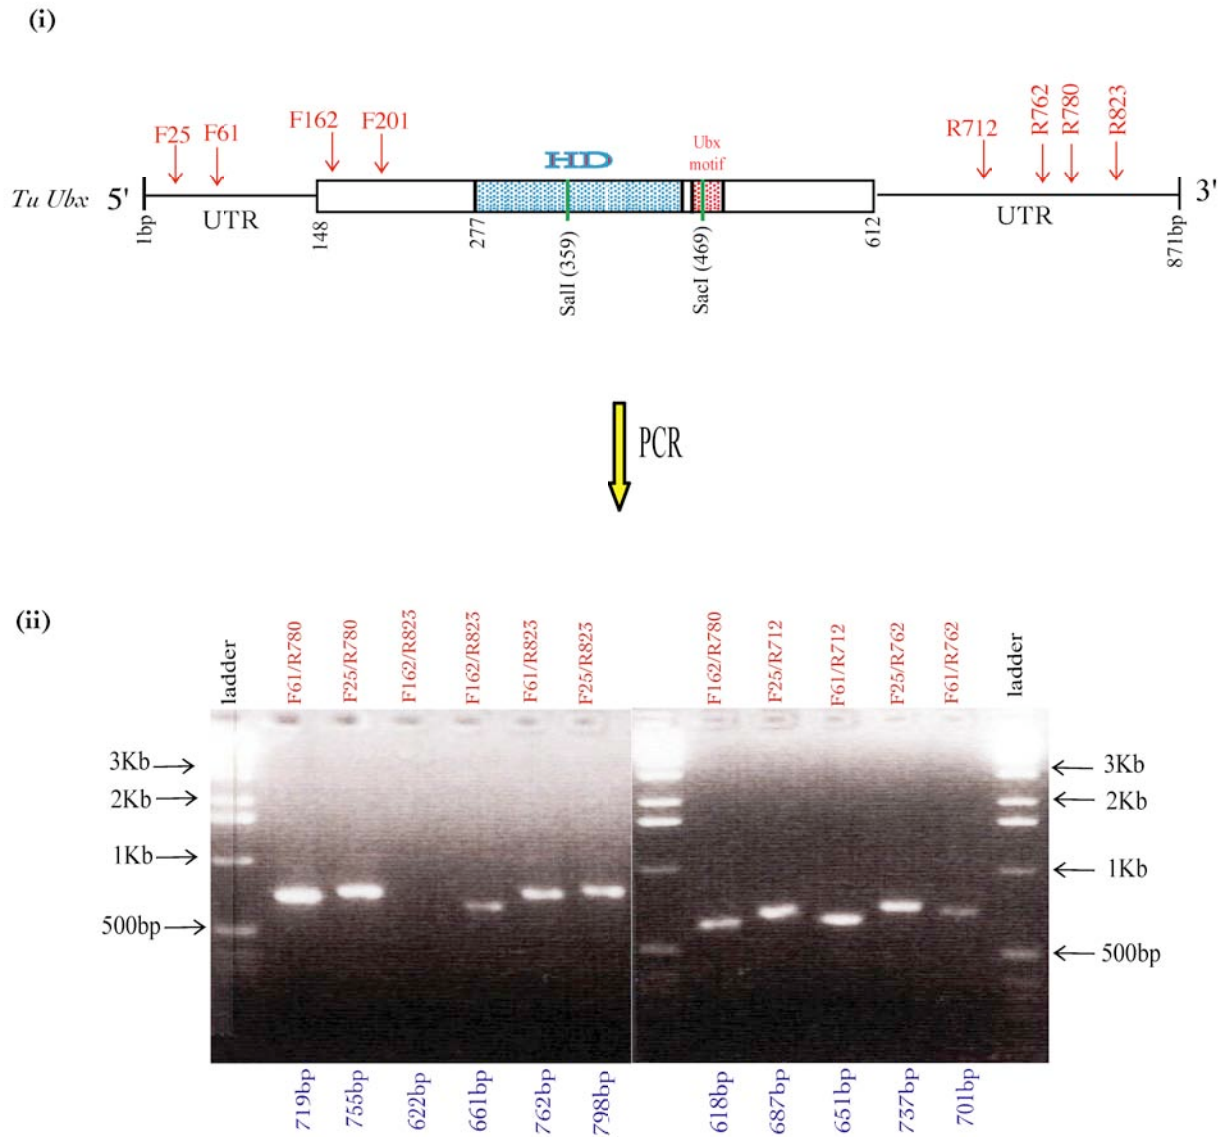 (i)
F25
F61
F162
F201
HD
Ubx
motif
R712
R762
R780
R823
Tu Ubx 5'
3'
UTR
UTR
1bp
148
277
SalI (359)
SacI (469)
612
871bp
PCR
(ii)
ladder
F61/R780
F25/R780
F162/R823
F162/R823
F61/R823
F25/R823
F162/R780
F25/R712
F61/R712
F25/R762
F61/R762
ladder
3Kb
2Kb
1Kb
500bp
3Kb
2Kb
1Kb
500bp
719bp
755bp
622bp
661bp
762bp
798bp
618bp
687bp
651bp
737bp
701bp